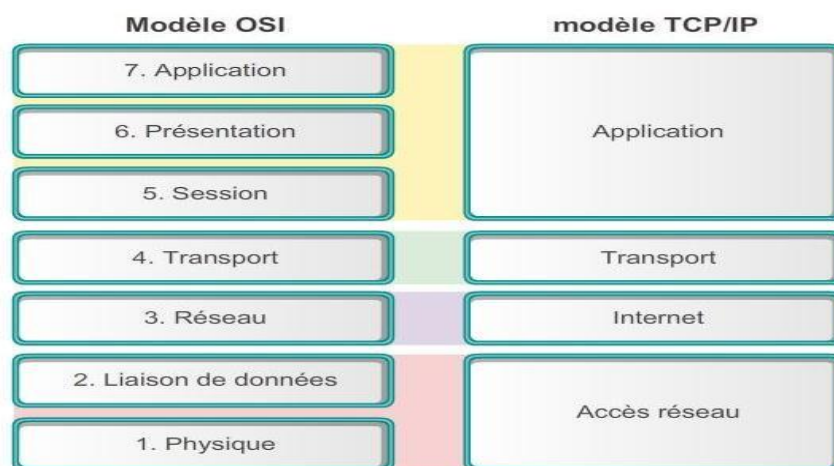 Modèle OSI
modèle TCP/IP
7. Application
6. Présentation
5. Session
4. Transport
3. Réseau
2. Liaison de données
1. Physique
Application
Transport
Internet
Accès réseau